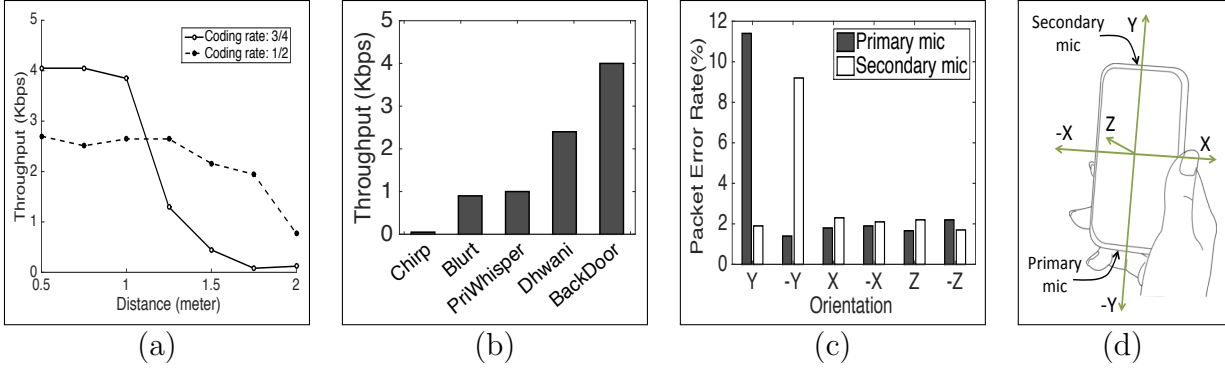 Coding rate: 3/4
Coding rate: 1/2
Throughput (Kbps)
5
4
3
2
1
0
0.5
1
1.5
2
Distance (meter)
(a)
Throughput (Kbps)
5
4
3
2
1
0
Chirp
Blurt
PriWhisper
Dhwani
BackDoor
(b)
Packet Error Rate(%)
12
10
8
6
4
2
0
Primary mic
Secondary mic
Y
-Y
X
-X
Z
-Z
Orientation
(c)
Secondary
mic
Y
-X
Z
X
Primary
mic
-Y
(d)